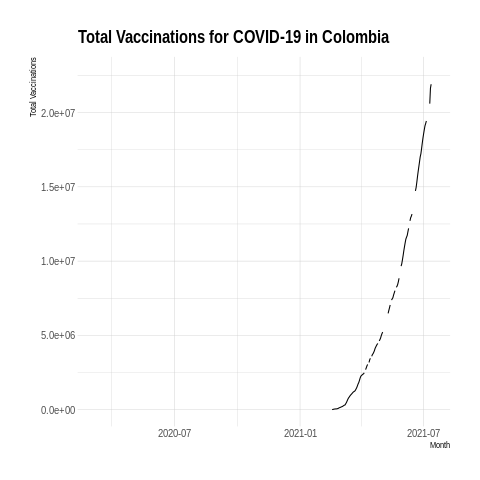 Total Vaccinations for COVID-19 in Colombia
Total Vaccinations
2.0e+07
1.5e+07
1.0e+07
5.0e+06
0.0e+00
2020-07
2021-01
2021-07
Month